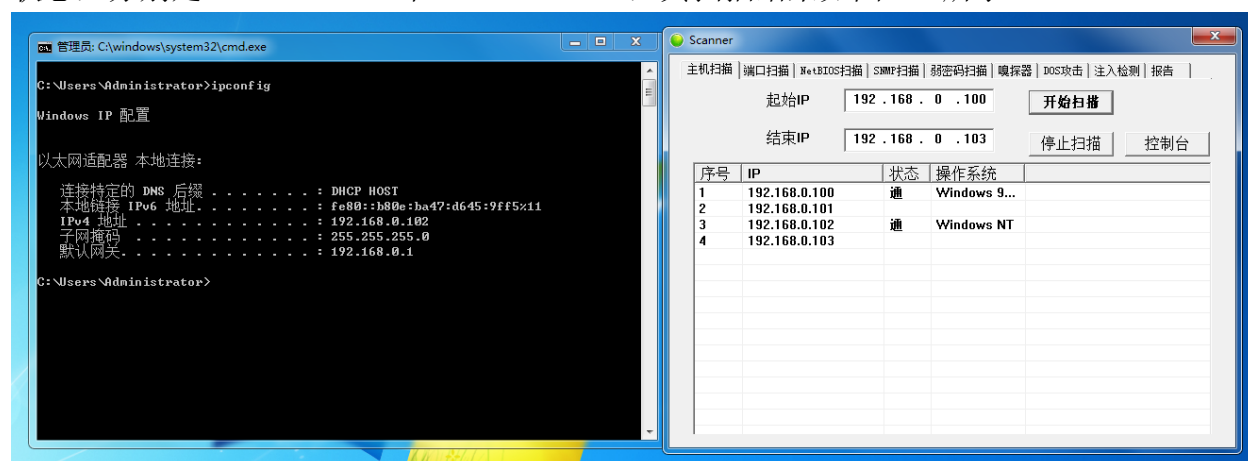 管理员: C:\windows\system32\cmd.exe
C:\Users\Administrator>ipconfig
Windows IP 配置
以太网适配器 本地连接:
连接特定的 DNS 后缀 . . . . . . . : DHCP HOST
本地链接 IPv6 地址. . . . . . . . : fe80::b80e:ba47:d645:9ff5%11
IPv4 地址 . . . . . . . . . . . . : 192.168.0.102
子网掩码 . . . . . . . . . . . . : 255.255.255.0
默认网关. . . . . . . . . . . . . : 192.168.0.1
C:\Users\Administrator>
Scanner
主机扫描 端口扫描 NetBIOS扫描 SNMP扫描 弱密码扫描 嗅探器 DOS攻击 注入检测 报告
起始IP 192 . 168 . 0 . 100 开始扫描
结束IP 192 . 168 . 0 . 103 停止扫描 控制台
序号 IP 状态 操作系统
1 192.168.0.100 通 Windows 9...
2 192.168.0.101
3 192.168.0.102 通 Windows NT
4 192.168.0.103